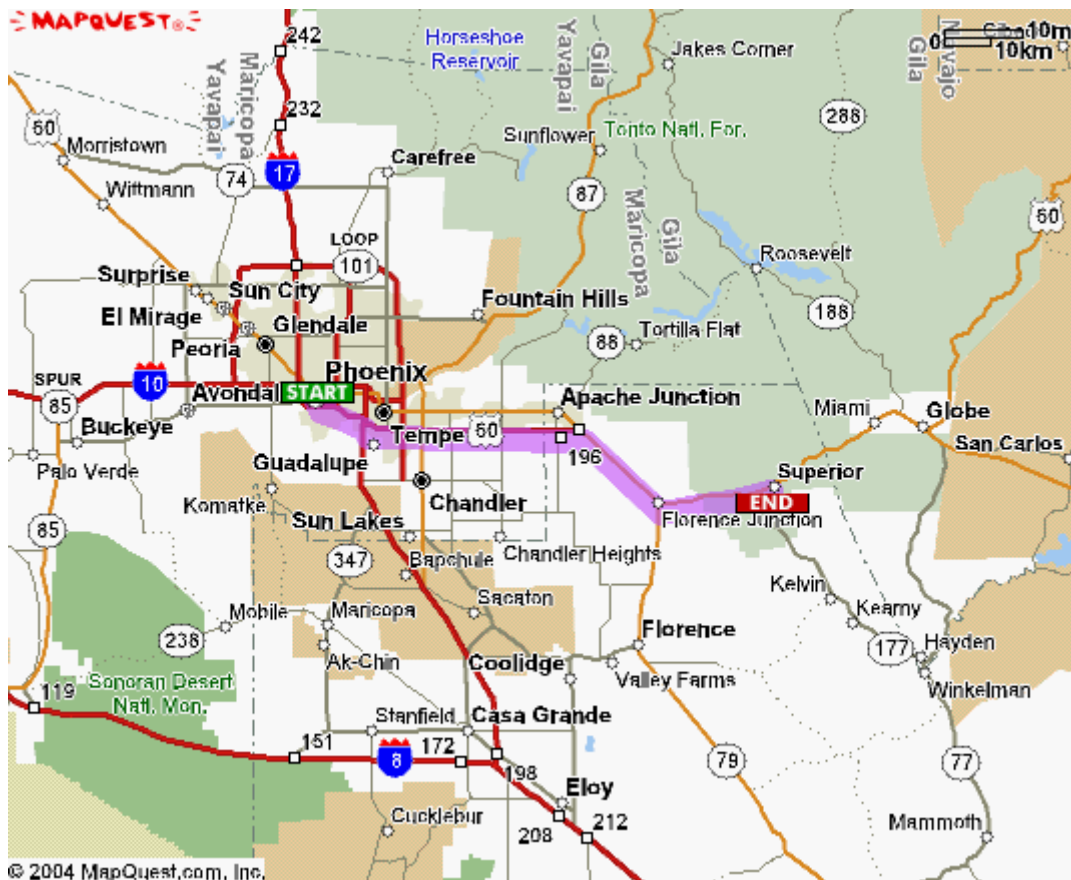 MAPQUEST®
242
Horseshoe
Reservoir
Yavapai
Gila
Jakes Corner
Gila
Navajo
0
10m
10km
Yavapai
Maricopa
232
60
Morristown
Sunflower
Tonto Natl. For.
288
Carefree
17
74
Wittmann
87
Gila
Maricopa
60
LOOP
101
Roosevelt
Surprise
Sun City
Fountain Hills
188
El Mirage
Glendale
Tortilla Flat
88
Peoria
Phoenix
SPUR
10
Avondal
START
85
Apache Junction
Miami
Globe
Buckeye
Tempe
60
San Carlos
Palo Verde
Guadalupe
196
Superior
Komatke
Chandler
END
Florence Junction
85
Sun Lakes
Chandler Heights
347
Bapchule
Kelvin
Mobile
Maricopa
Sacaton
Kearny
238
Florence
177
Hayden
Ak-Chin
Coolidge
Valley Farms
Winkelman
Sonoran Desert
Natl. Mon.
119
Stanfield
Casa Grande
151
8
172
198
79
77
Eloy
Cucklebur
208
212
Mammoth
© 2004 MapQuest.com, Inc.